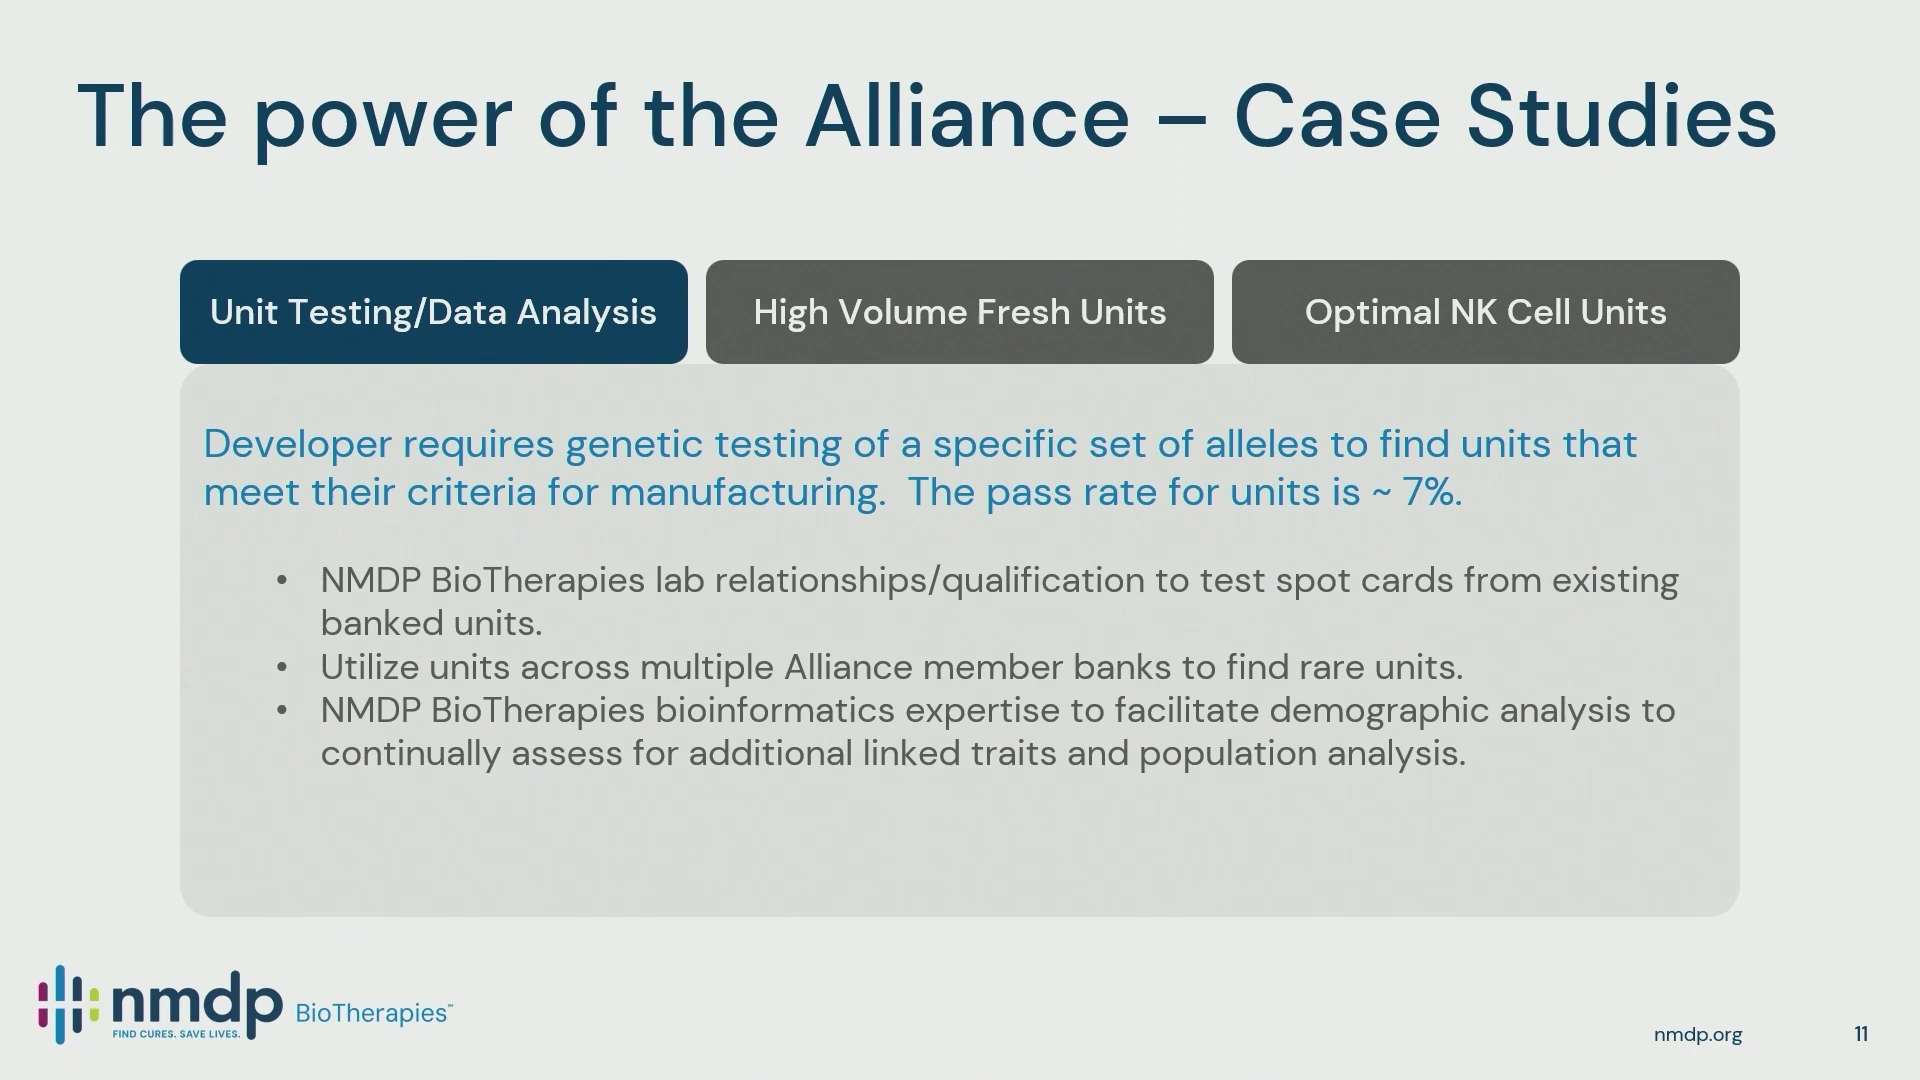 The power of the Alliance – Case Studies
Unit Testing/Data Analysis
High Volume Fresh Units
Optimal NK Cell Units
Developer requires genetic testing of a specific set of alleles to find units that
meet their criteria for manufacturing.  The pass rate for units is ~ 7%.
• NMDP BioTherapies lab relationships/qualification to test spot cards from existing
banked units.
• Utilize units across multiple Alliance member banks to find rare units.
• NMDP BioTherapies bioinformatics expertise to facilitate demographic analysis to
continually assess for additional linked traits and population analysis.
nmdp BioTherapies™
FIND CURES. SAVE LIVES.
nmdp.org
11